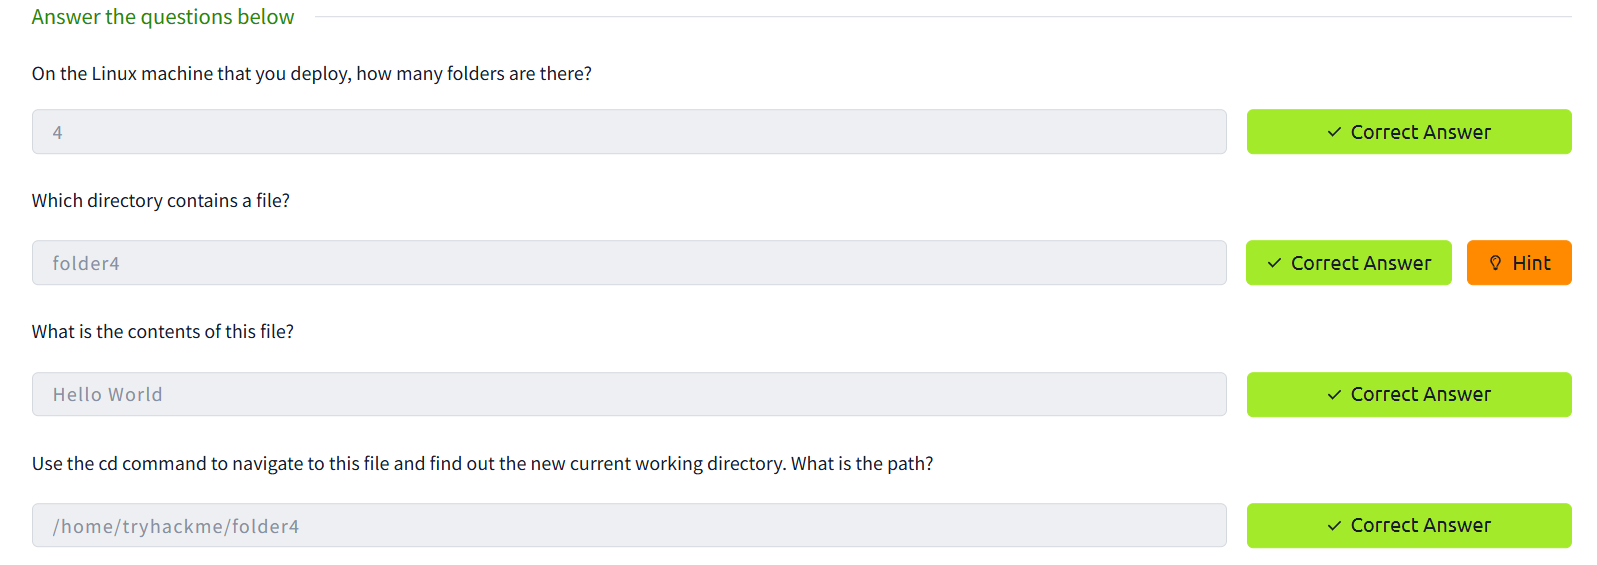 Answer the questions below
On the Linux machine that you deploy, how many folders are there?
4
Correct Answer
Which directory contains a file?
folder4
Correct Answer
Hint
What is the contents of this file?
Hello World
Correct Answer
Use the cd command to navigate to this file and find out the new current working directory. What is the path?
/home/tryhackme/folder4
Correct Answer